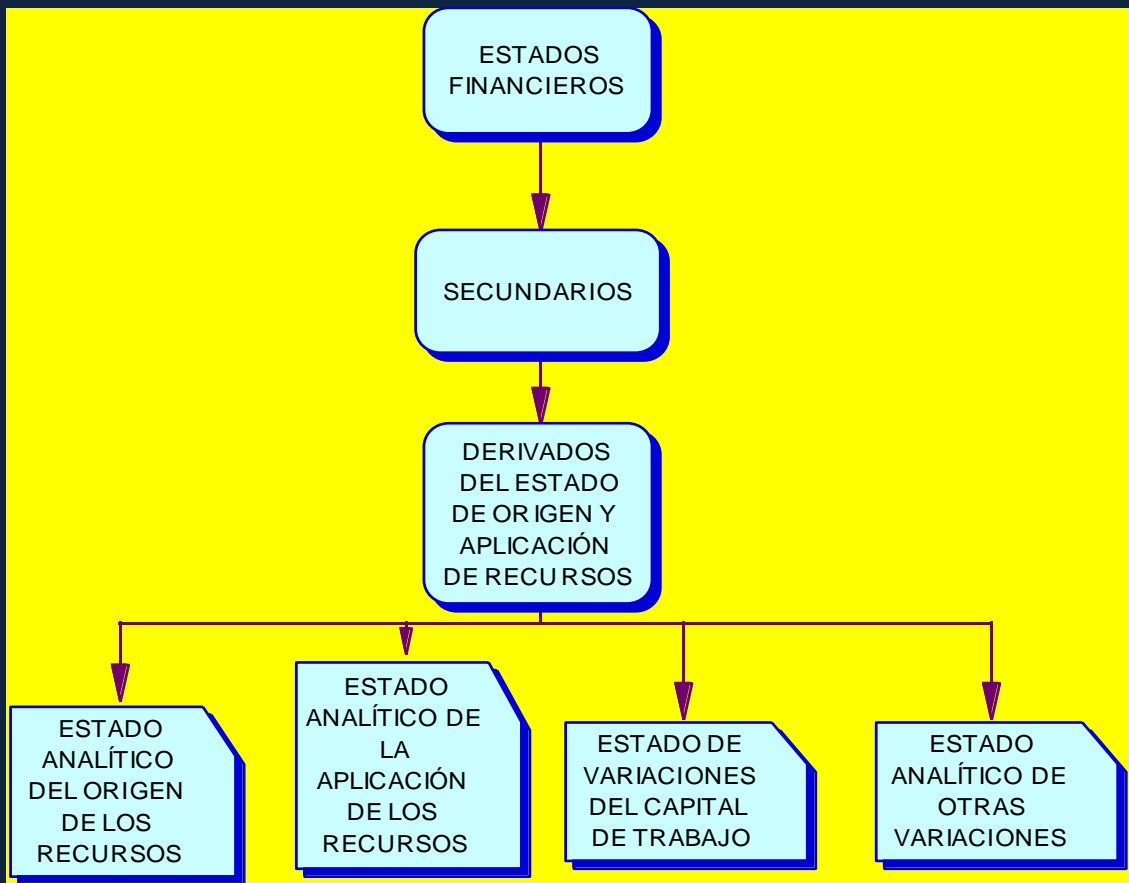 ESTADOS
FINANCIEROS
SECUNDARIOS
DERIVADOS
DEL ESTADO
DE ORIGEN Y
APLICACIÓN
DE RECURSOS
ESTADO
ANALÍTICO
DEL ORIGEN
DE LOS
RECURSOS
ESTADO
ANALÍTICO DE
LA
APLICACIÓN
DE LOS
RECURSOS
ESTADO DE
VARIACIONES
DEL CAPITAL
DE TRABAJO
ESTADO
ANALÍTICO DE
OTRAS
VARIACIONES